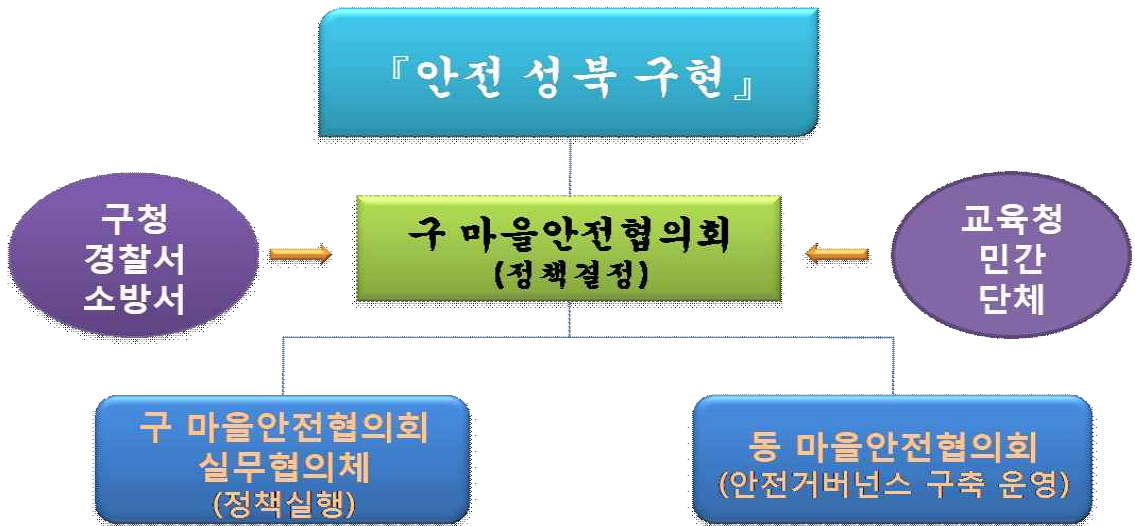 『안전 성북 구현』
구청
경찰서
소방서
구 마을안전협의회
(정책결정)
교육청
민간
단체
구 마을안전협의회
실무협의체
(정책실행)
동 마을안전협의회
(안전거버넌스 구축 운영)